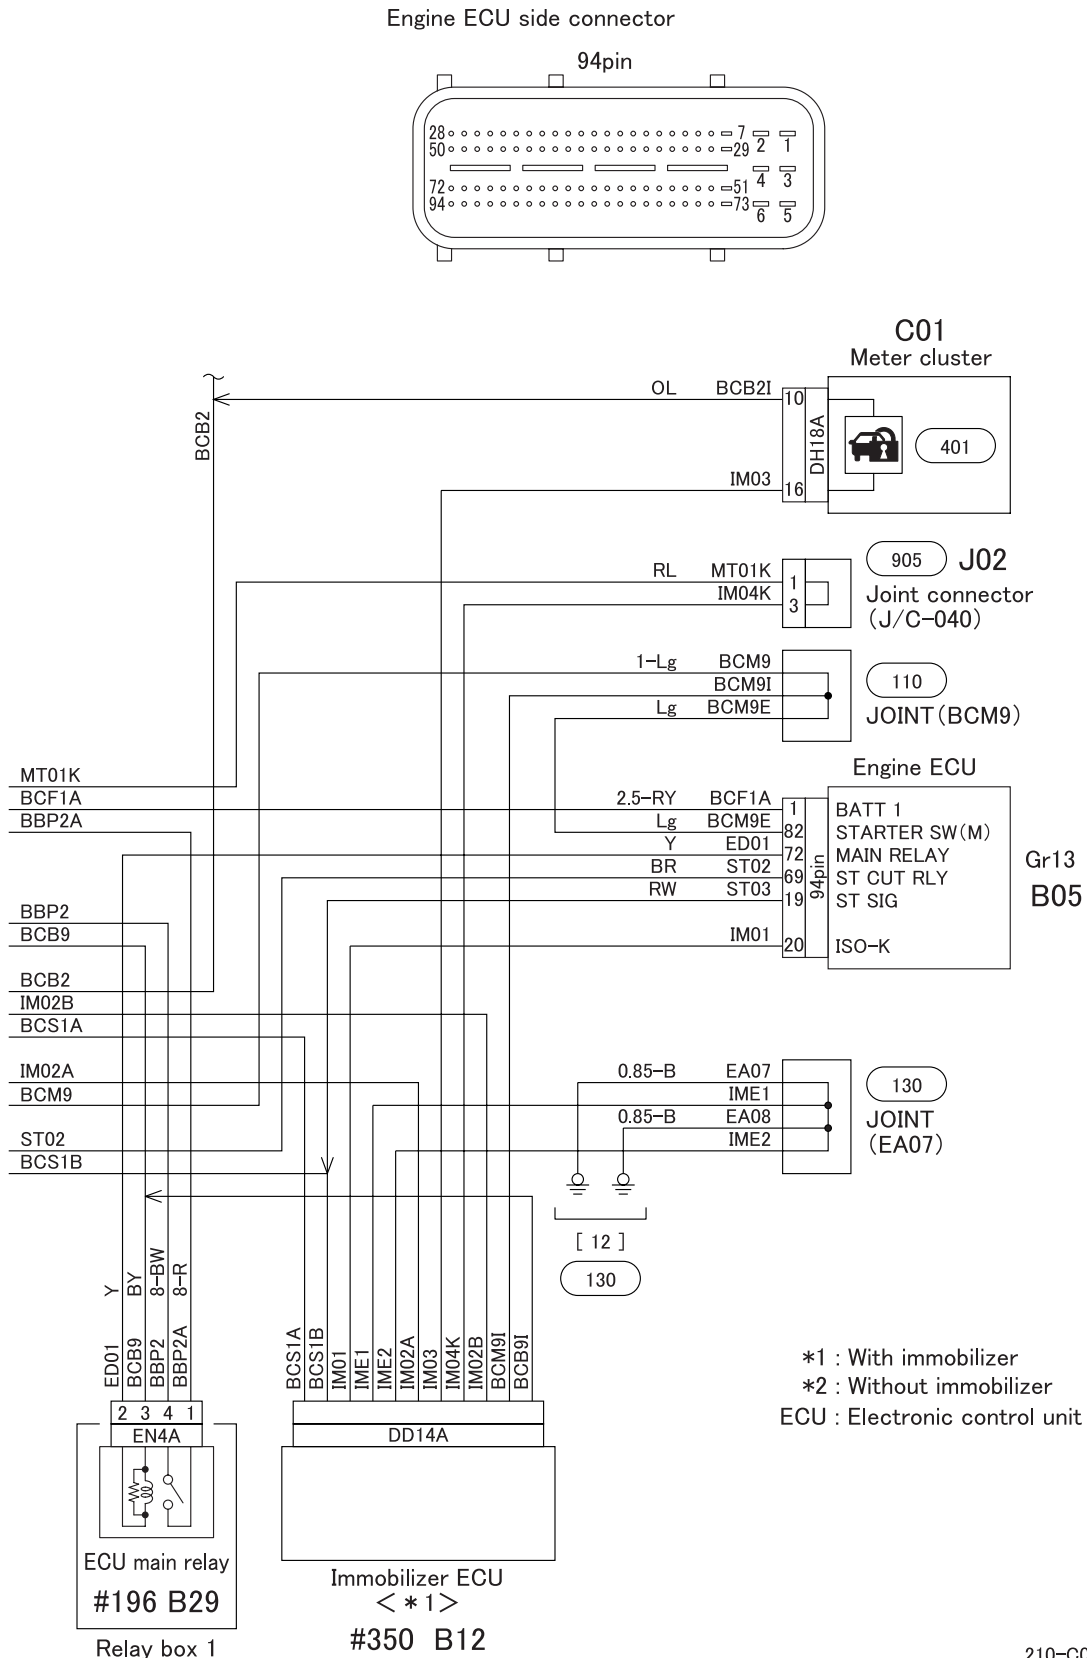 Engine ECU side connector
94pin
28 7 2 1
50 29
4 3
72 51
94 73 6 5
C01
Meter cluster
OL BCB2I 10
BCB2
DH18A
401
IM03 16
905 J02
RL MT01K 1
IM04K 3
Joint connector
(J/C-040)
1-Lg BCM9
BCM9I
Lg BCM9E
110
JOINT(BCM9)
Engine ECU
MT01K
BCF1A 2.5-RY BCF1A 1 BATT 1
BBP2A Lg BCM9E 82 STARTER SW(M)
Y ED01 72 MAIN RELAY
BR ST02 69 ST CUT RLY
RW ST03 19 ST SIG
94pin
Gr13
B05
BBP2
BCB9 IM01 20 ISO-K
BCB2
IM02B
BCS1A
IM02A 0.85-B EA07
BCM9 IME1
0.85-B EA08
ST02 IME2
BCS1B
130
JOINT
(EA07)
[ 12 ]
130
Y BY 8-BW 8-R
ED01 BCB9 BBP2 BBP2A
BCS1A BCS1B IM01 IME1 IME2 IM02A IM03 IM04K IM02B BCM9I BCB9I
*1 : With immobilizer
*2 : Without immobilizer
ECU : Electronic control unit
2 3 4 1
EN4A
DD14A
ECU main relay
#196 B29
Relay box 1
Immobilizer ECU
<*1>
#350 B12